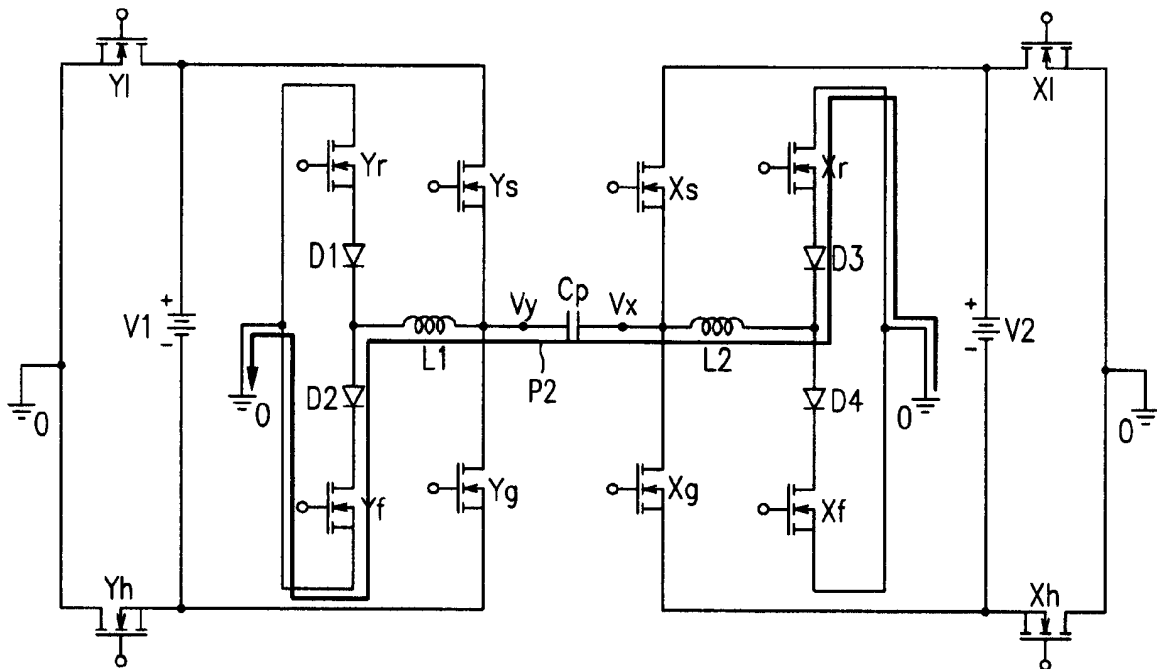 Yl
Xl
Yr
Ys
Xs
Xr
D1
D3
+
V1
-
Vy
Cp
Vx
+
V2
-
L1
L2
P2
0
D2
0
D4
0
0
Yf
Yg
Xg
Xf
Yh
Xh